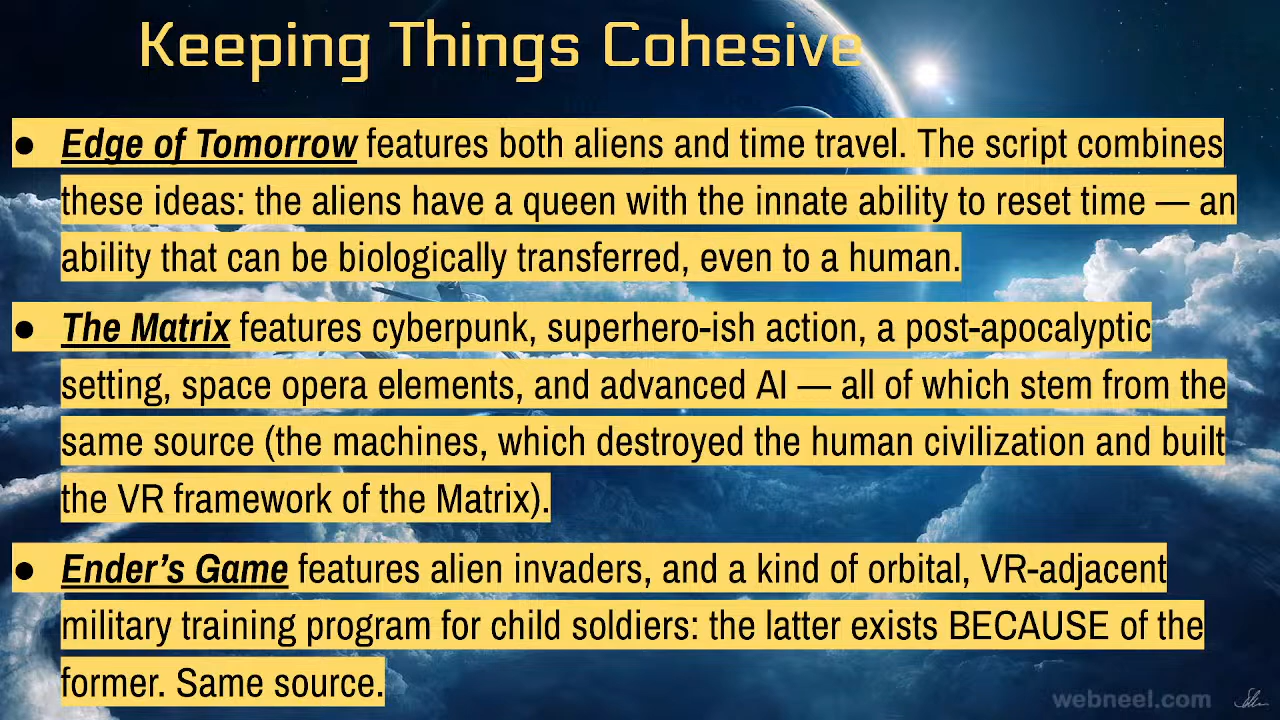 Keeping Things Cohesive
● Edge of Tomorrow features both aliens and time travel. The script combines
these ideas: the aliens have a queen with the innate ability to reset time — an
ability that can be biologically transferred, even to a human.
● The Matrix features cyberpunk, superhero-ish action, a post-apocalyptic
setting, space opera elements, and advanced AI — all of which stem from the
same source (the machines, which destroyed the human civilization and built
the VR framework of the Matrix).
● Ender’s Game features alien invaders, and a kind of orbital, VR-adjacent
military training program for child soldiers: the latter exists BECAUSE of the
former. Same source.
webneel.com